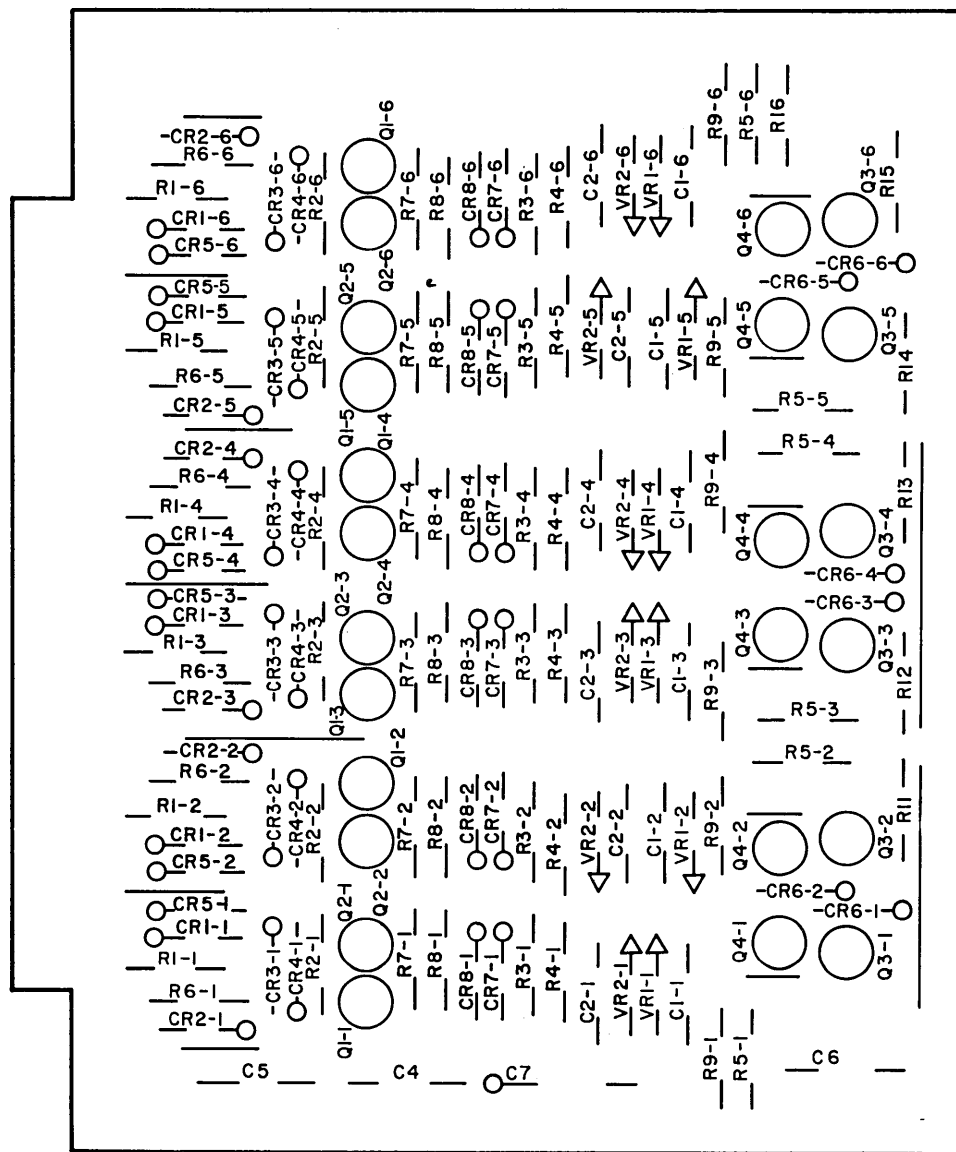 Q1-6
R9-6
R5-6
R16
-CR2-6
R6-6
R1-6
CR1-6
CR5-6
-CR3-6-
-CR4-6
R2-6
Q2-6
R7-6
R8-6
CR8-6
CR7-6
R3-6
R4-6
C2-6
VR2-6
VR1-6
C1-6
Q4-6
Q3-6
R15
-CR6-6
-CR6-5
CR5-5
CR1-5
R1-5
R6-5
CR2-5
-CR3-5
CR4-5-
R2-5
Q2-5
Q1-5
R7-5
R8-5
CR8-5
CR7-5
R3-5
R4-5
VR2-5
C2-5
C1-5
VR1-5
R9-5
Q4-5
Q3-5
R14
R5-5
CR2-4
R6-4
R1-4
CR1-4
CR5-4
CR3-4-
-CR4-4
R2-4
Q1-4
Q2-4
R7-4
R8-4
CR8-4
CR7-4
R3-4
R4-4
C2-4
VR2-4
VR1-4
C1-4
R9-4
R5-4
Q4-4
Q3-4
R13
-CR6-4
-CR6-3
CR5-3-
CR1-3
R1-3
R6-3
CR2-3
-CR3-3
CR4-3-
R2-3
Q2-3
Q1-3
R7-3
R8-3
CR8-3
CR7-3
R3-3
R4-3
C2-3
VR2-3
VR1-3
C1-3
R9-3
Q4-3
Q3-3
R12
R5-3
-CR2-2
R6-2
R1-2
CR1-2
CR5-2
CR3-2-
-CR4-2
R2-2
Q1-2
Q2-2
R7-2
R8-2
CR8-2
CR7-2
R3-2
R4-2
VR2-2
C2-2
C1-2
VR1-2
R9-2
R5-2
Q4-2
Q3-2
R11
-CR6-2
-CR6-1
CR5-1
CR1-1
R1-1
R6-1
CR2-1
-CR3-1
CR4-1-
R2-1
Q2-1
Q1-1
R7-1
R8-1
CR8-1
CR7-1
R3-1
R4-1
C2-1
VR2-1
VR1-1
C1-1
R9-1
R5-1
Q4-1
Q3-1
C5
C4
C7
C6